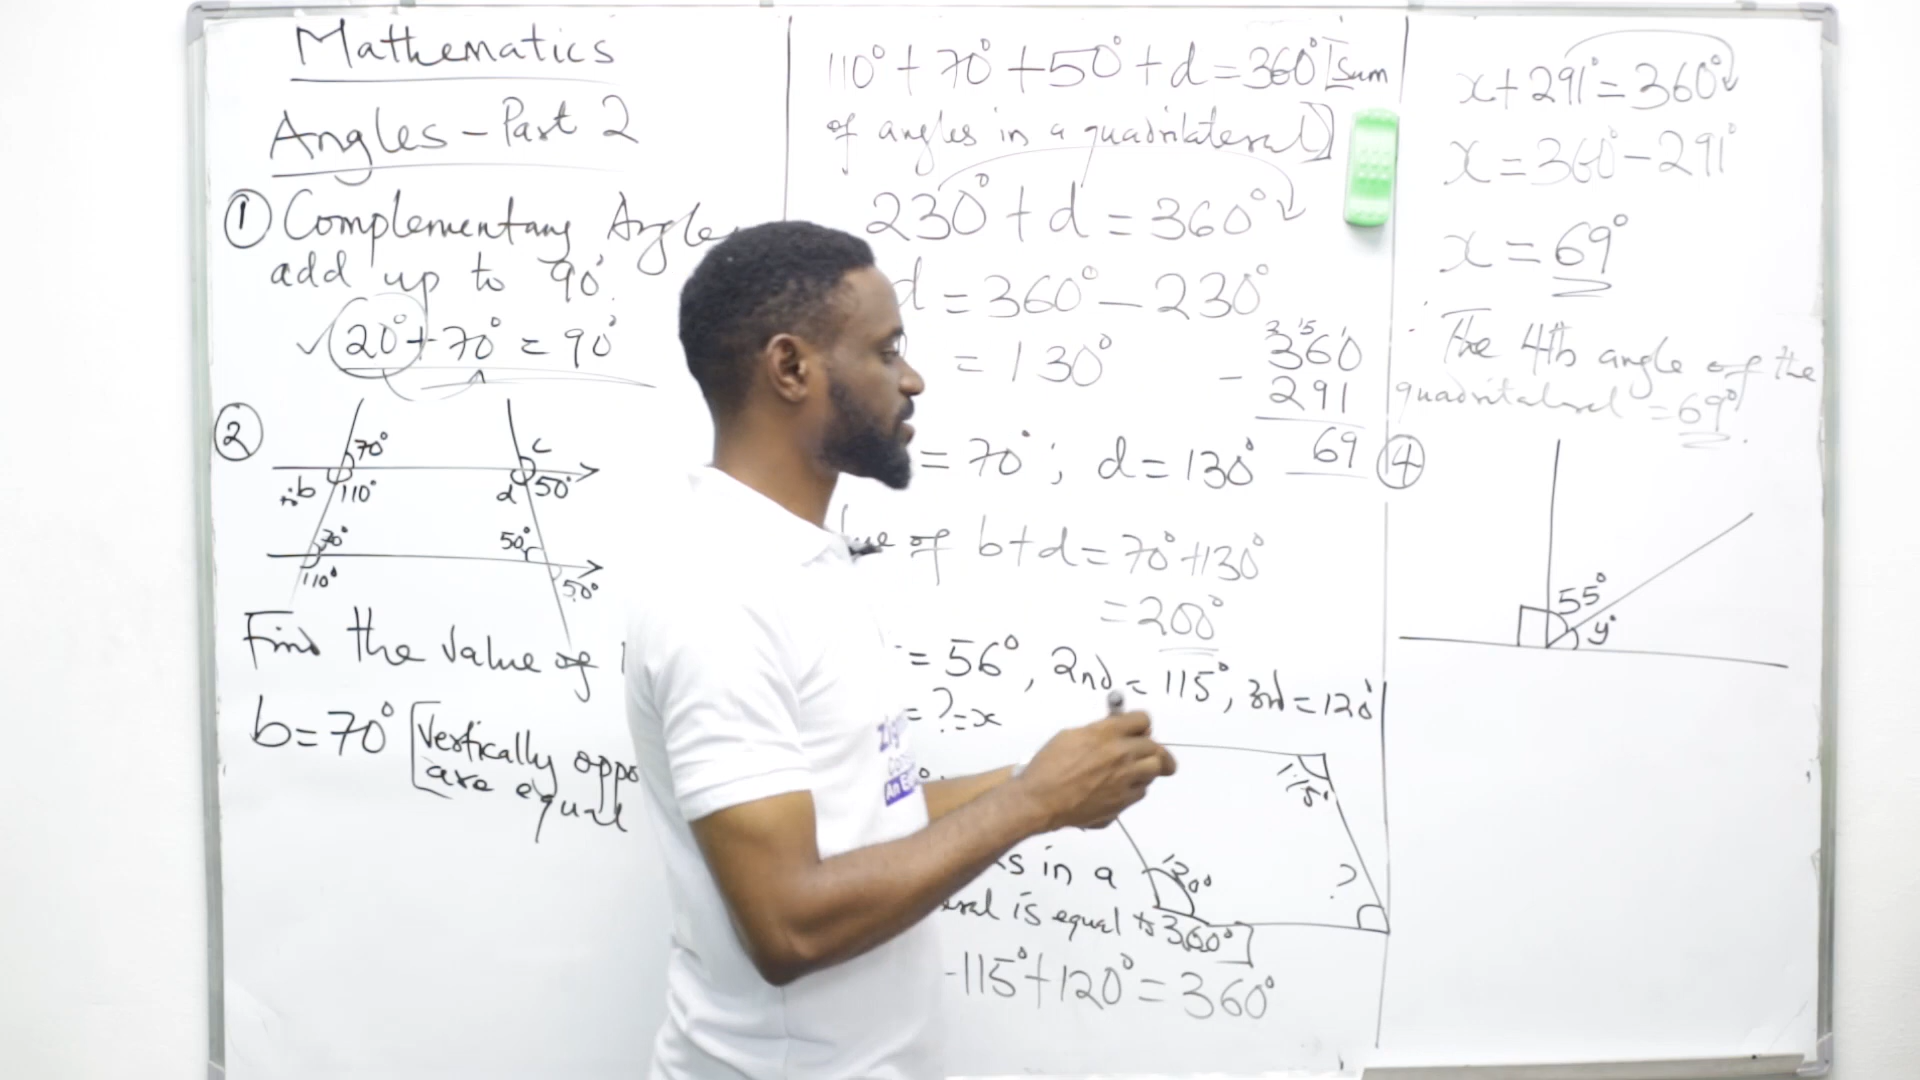 Mathematics
Angles - Part 2
① Complementary Angle
add up to 90°.
✓ 20° + 70° = 90°
②
70°
c
b 110°
d 50°
70°
50°
110°
50°
Find the value of
b = 70° [Vertically oppo
are equal
110° + 70° + 50° + d = 360° [Sum
of angles in a quadrilateral]
230° + d = 360°
d = 360° - 230°
= 130°
360
- 291
69
= 70° ; d = 130°
of b + d = 70° + 130°
= 200°
= 56°, 2nd = 115°, 3rd = 120°
= ? = x
115°
120°
?
s in a
is equal to 360°]
115° + 120° = 360°
x + 291° = 360°
x = 360° - 291°
x = 69°
∴ The 4th angle of the
quadrilateral = 69°.
④
55°
y°